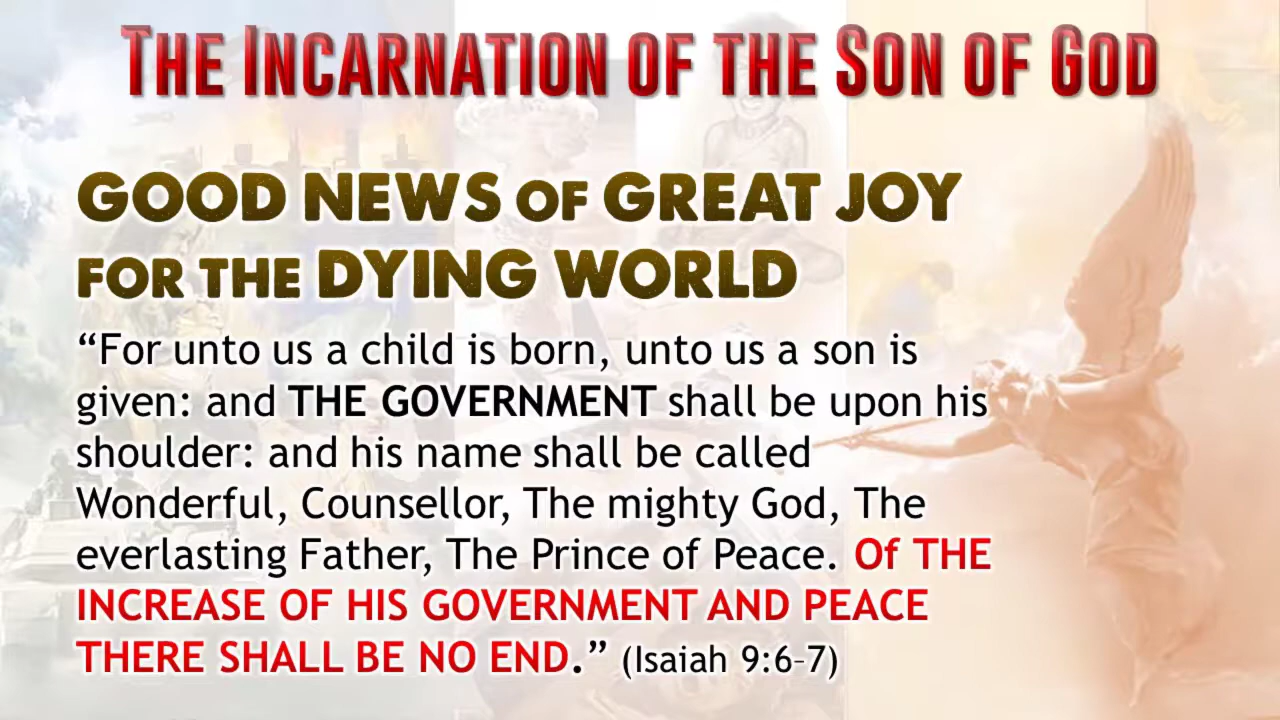 THE INCARNATION OF THE SON OF GOD
GOOD NEWS OF GREAT JOY
FOR THE DYING WORLD
“For unto us a child is born, unto us a son is
given: and THE GOVERNMENT shall be upon his
shoulder: and his name shall be called
Wonderful, Counsellor, The mighty God, The
everlasting Father, The Prince of Peace. Of THE
INCREASE OF HIS GOVERNMENT AND PEACE
THERE SHALL BE NO END.” (Isaiah 9:6–7)